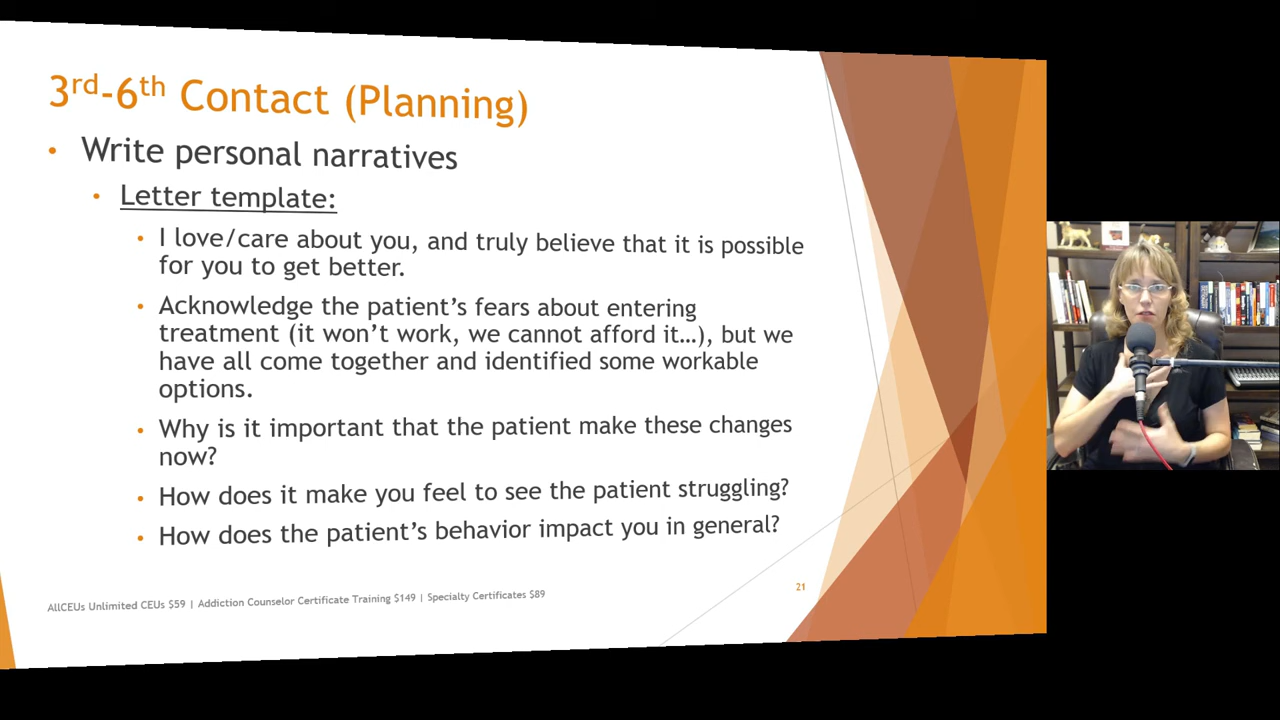 3rd-6th Contact (Planning)
• Write personal narratives
• Letter template:
• I love/care about you, and truly believe that it is possible
for you to get better.
• Acknowledge the patient's fears about entering
treatment (it won't work, we cannot afford it…), but we
have all come together and identified some workable
options.
• Why is it important that the patient make these changes
now?
• How does it make you feel to see the patient struggling?
• How does the patient's behavior impact you in general?
21
AllCEUs Unlimited CEUs $59 | Addiction Counselor Certificate Training $149 | Specialty Certificates $89